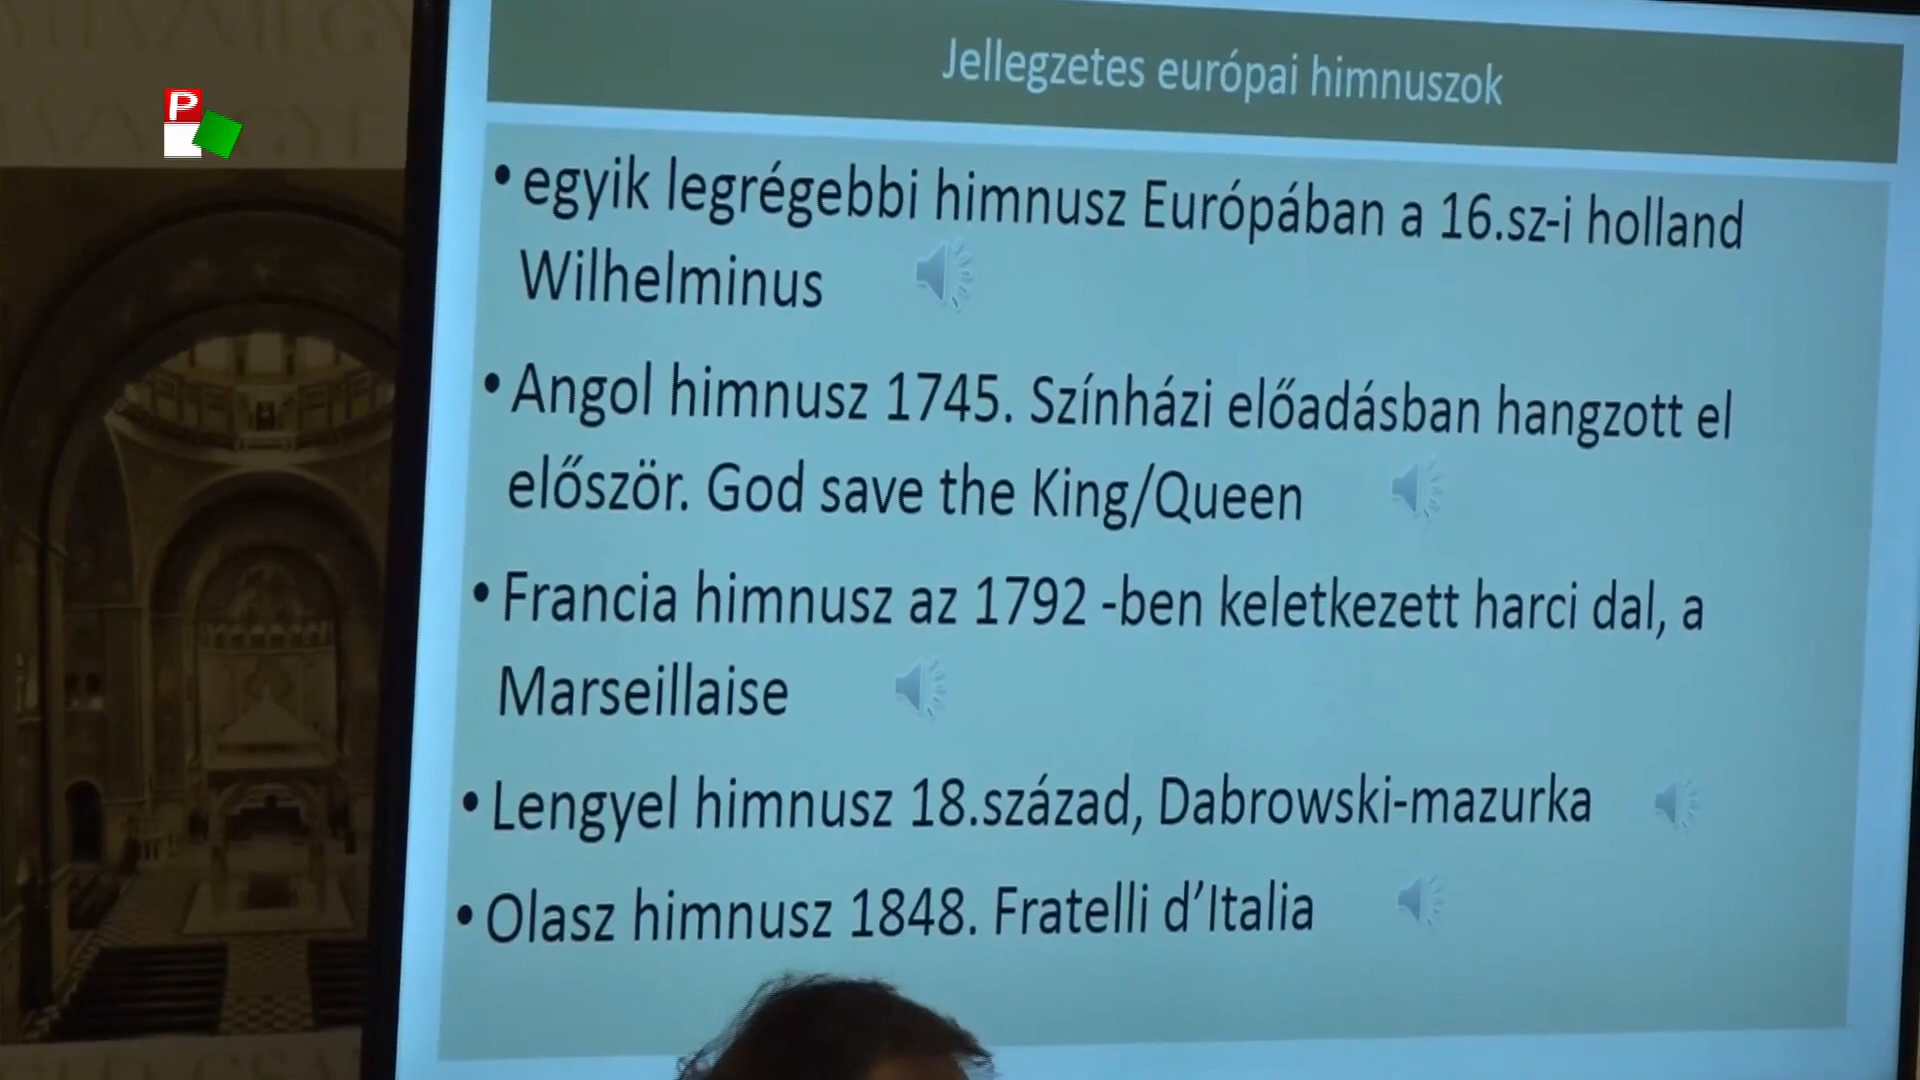 P
Jellegzetes európai himnuszok
• egyik legrégebbi himnusz Európában a 16.sz-i holland
Wilhelminus
• Angol himnusz 1745. Színházi előadásban hangzott el
először. God save the King/Queen
• Francia himnusz az 1792 -ben keletkezett harci dal, a
Marseillaise
• Lengyel himnusz 18.század, Dabrowski-mazurka
• Olasz himnusz 1848. Fratelli d’Italia